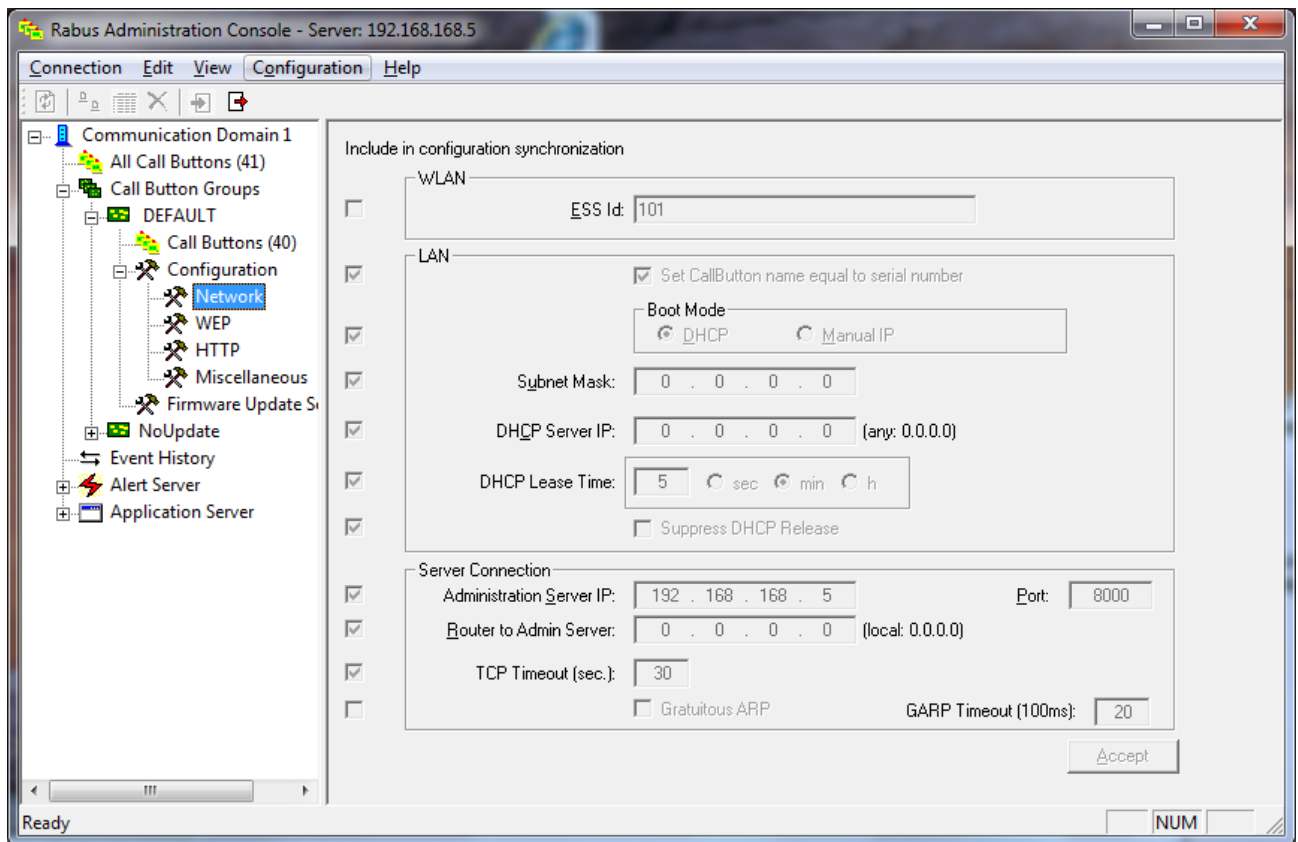 Rabus Administration Console - Server: 192.168.168.5
Connection Edit View Configuration Help
Communication Domain 1
All Call Buttons (41)
Call Button Groups
DEFAULT
Call Buttons (40)
Configuration
Network
WEP
HTTP
Miscellaneous
Firmware Update S
NoUpdate
Event History
Alert Server
Application Server
Include in configuration synchronization
WLAN
ESS Id: 101
LAN
Set CallButton name equal to serial number
Boot Mode
DHCP Manual IP
Subnet Mask: 0 . 0 . 0 . 0
DHCP Server IP: 0 . 0 . 0 . 0 (any: 0.0.0.0)
DHCP Lease Time: 5 sec min h
Suppress DHCP Release
Server Connection
Administration Server IP: 192 . 168 . 168 . 5 Port: 8000
Router to Admin Server: 0 . 0 . 0 . 0 (local: 0.0.0.0)
TCP Timeout (sec.): 30
Gratuitous ARP GARP Timeout (100ms): 20
Accept
Ready NUM